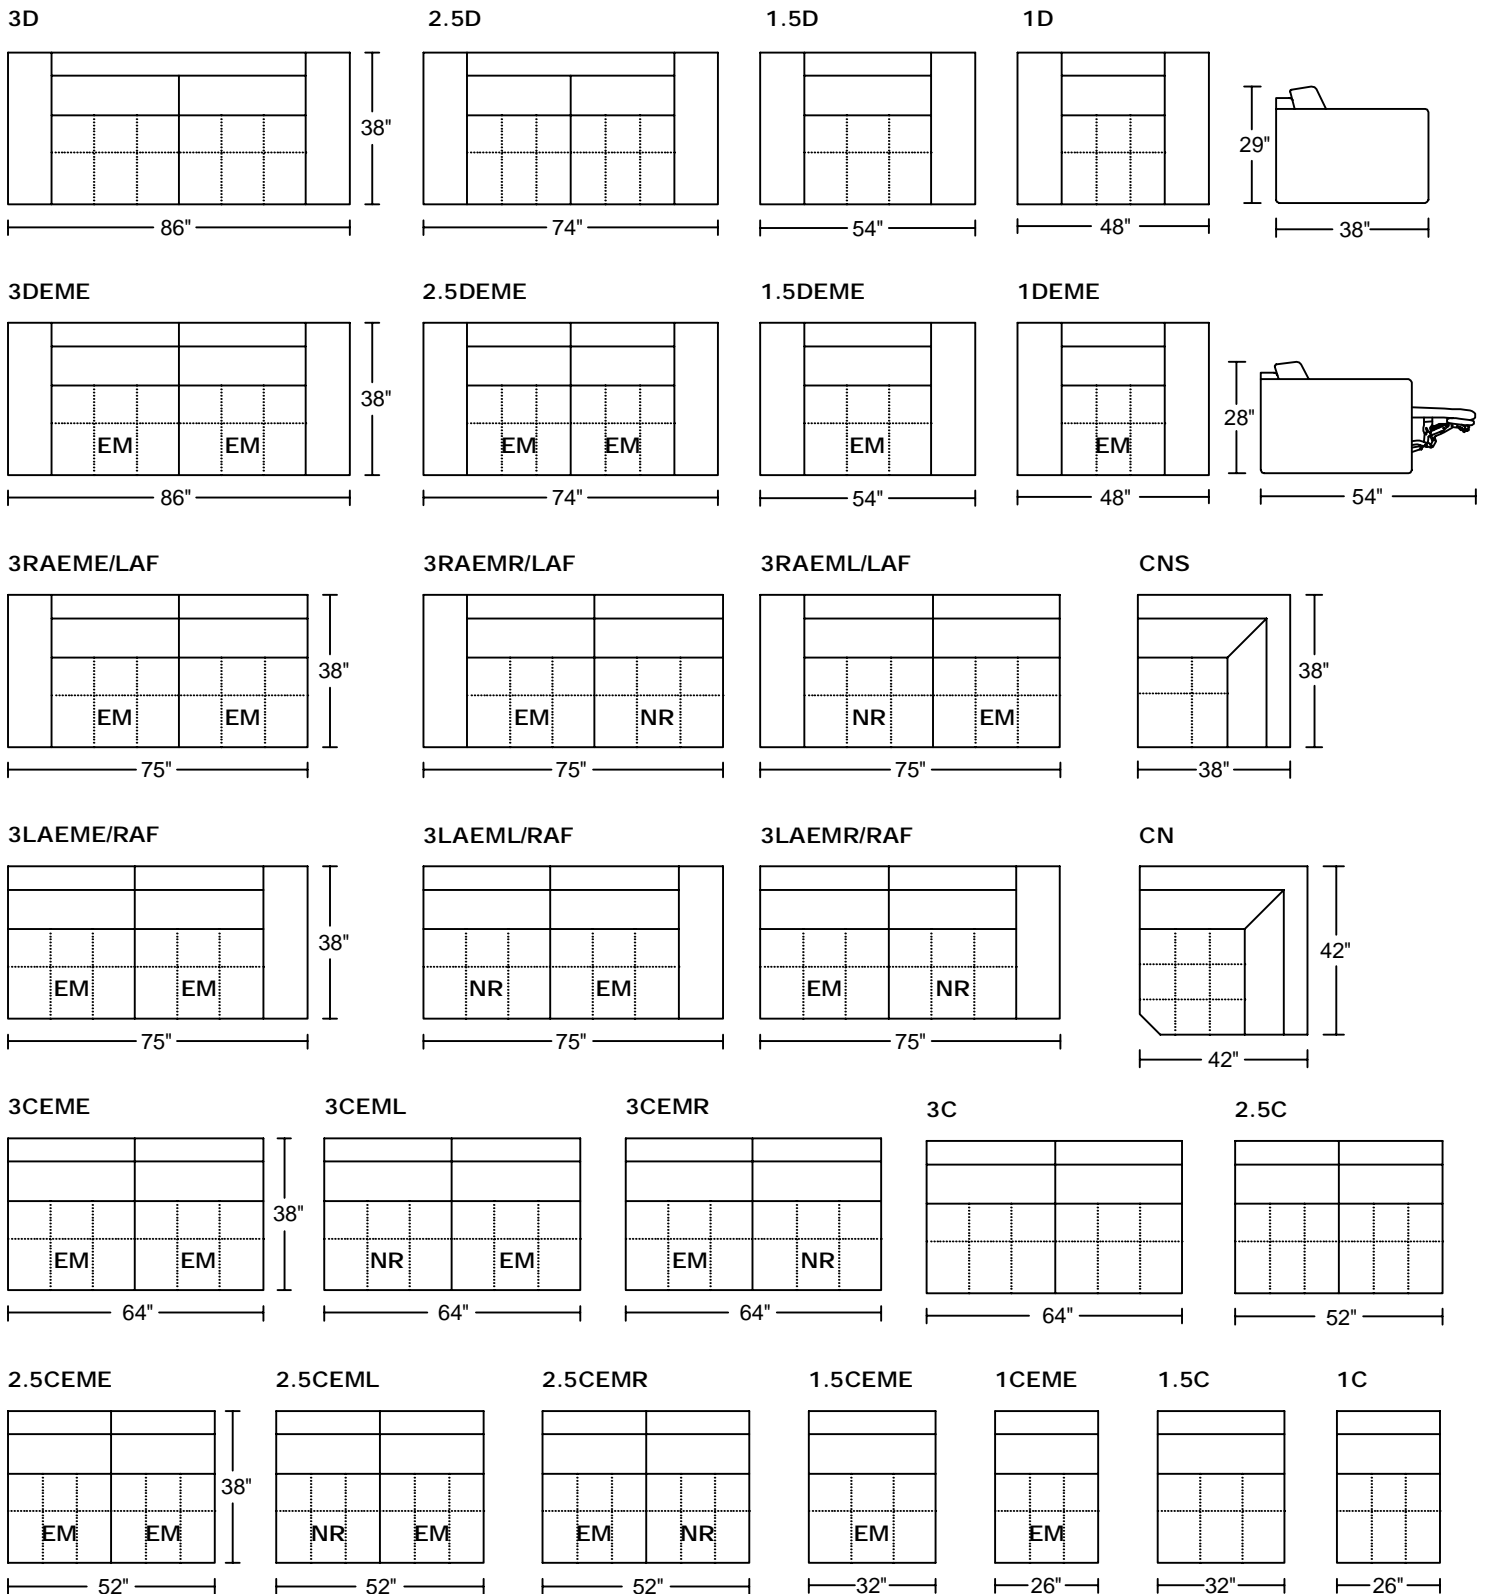 3D
2.5D
1.5D
1D
38"
29"
86"
74"
54"
48"
38"
3DEME
2.5DEME
1.5DEME
1DEME
38"
28"
EM
EM
EM
EM
EM
EM
86"
74"
54"
48"
54"
3RAEME/LAF
3RAEMR/LAF
3RAEML/LAF
CNS
38"
38"
EM
EM
EM
NR
NR
EM
75"
75"
75"
38"
3LAEME/RAF
3LAEML/RAF
3LAEMR/RAF
CN
38"
42"
EM
EM
NR
EM
EM
NR
75"
75"
75"
42"
3CEME
3CEML
3CEMR
3C
2.5C
38"
EM
EM
NR
EM
EM
NR
64"
64"
64"
64"
52"
2.5CEME
2.5CEML
2.5CEMR
1.5CEME
1CEME
1.5C
1C
38"
EM
EM
NR
EM
EM
NR
EM
EM
52"
52"
52"
32"
26"
32"
26"